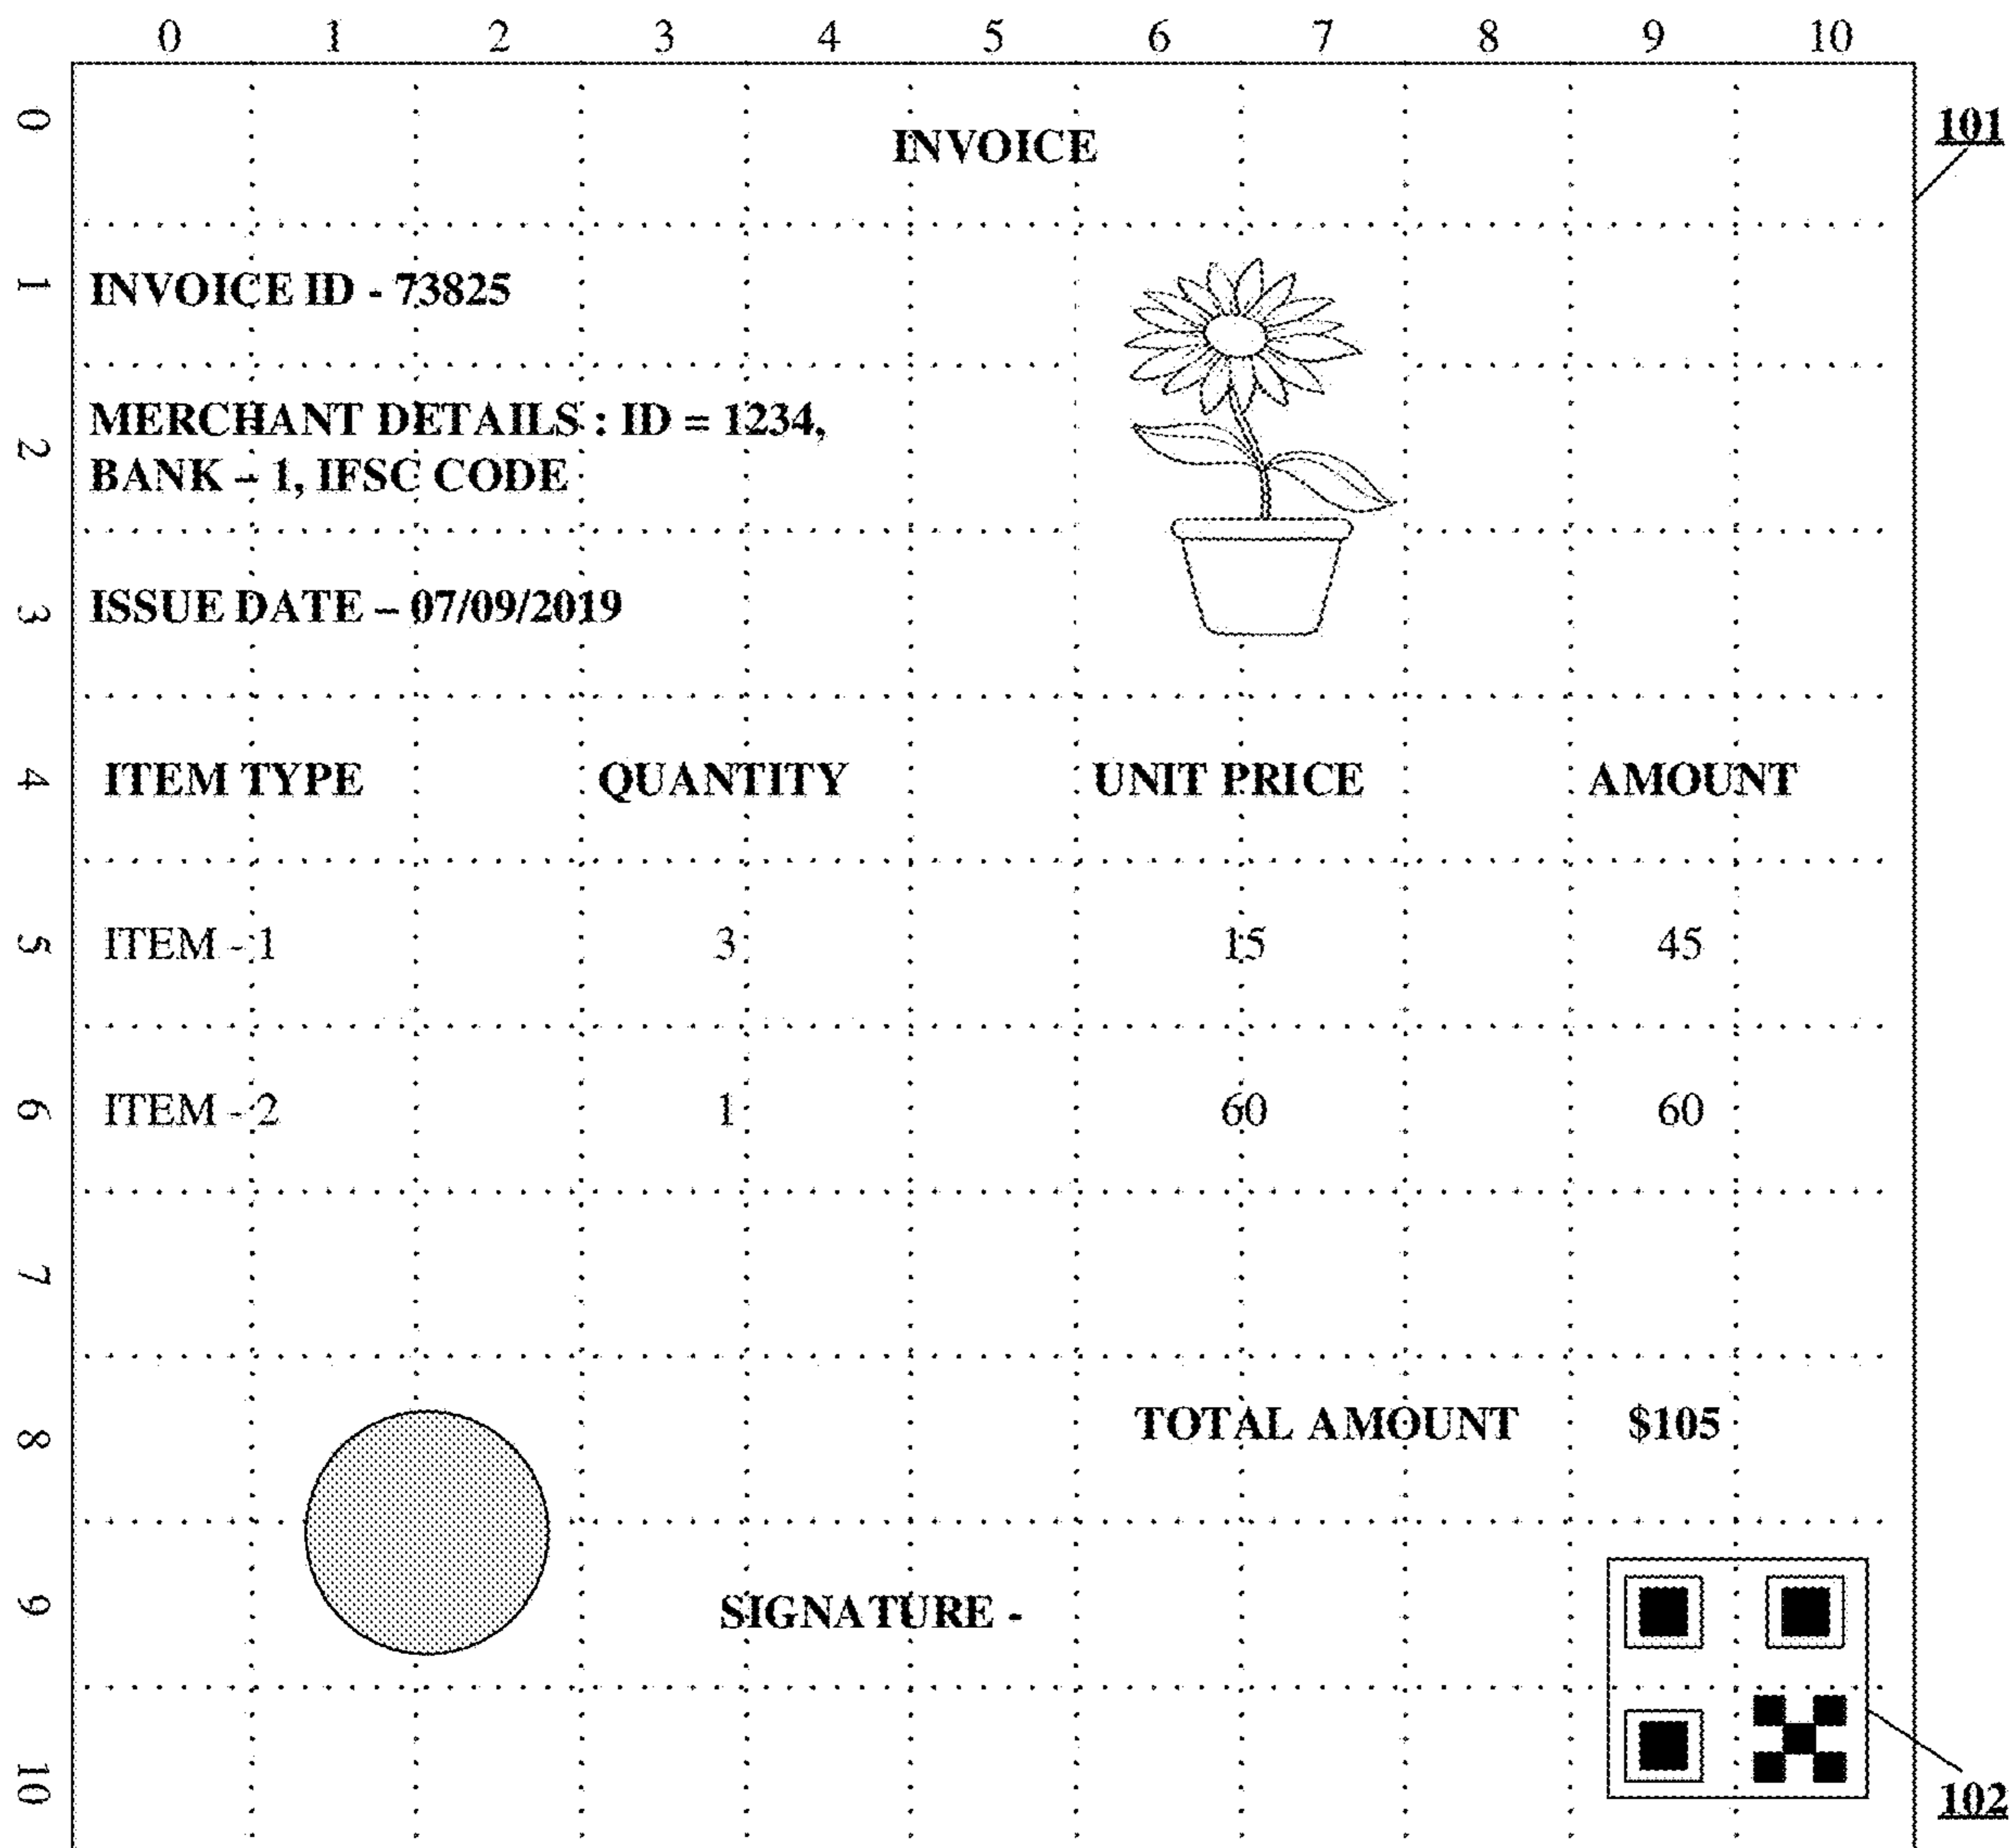 0 1 2 3 4 5 6 7 8 9 10
0 INVOICE 101
1 INVOICE ID - 73825
2 MERCHANT DETAILS : ID = 1234,
BANK – 1, IFSC CODE
3 ISSUE DATE – 07/09/2019
4 ITEM TYPE QUANTITY UNIT PRICE AMOUNT
5 ITEM - 1 3 15 45
6 ITEM - 2 1 60 60
7
8 TOTAL AMOUNT $105
9 SIGNATURE -
10 102